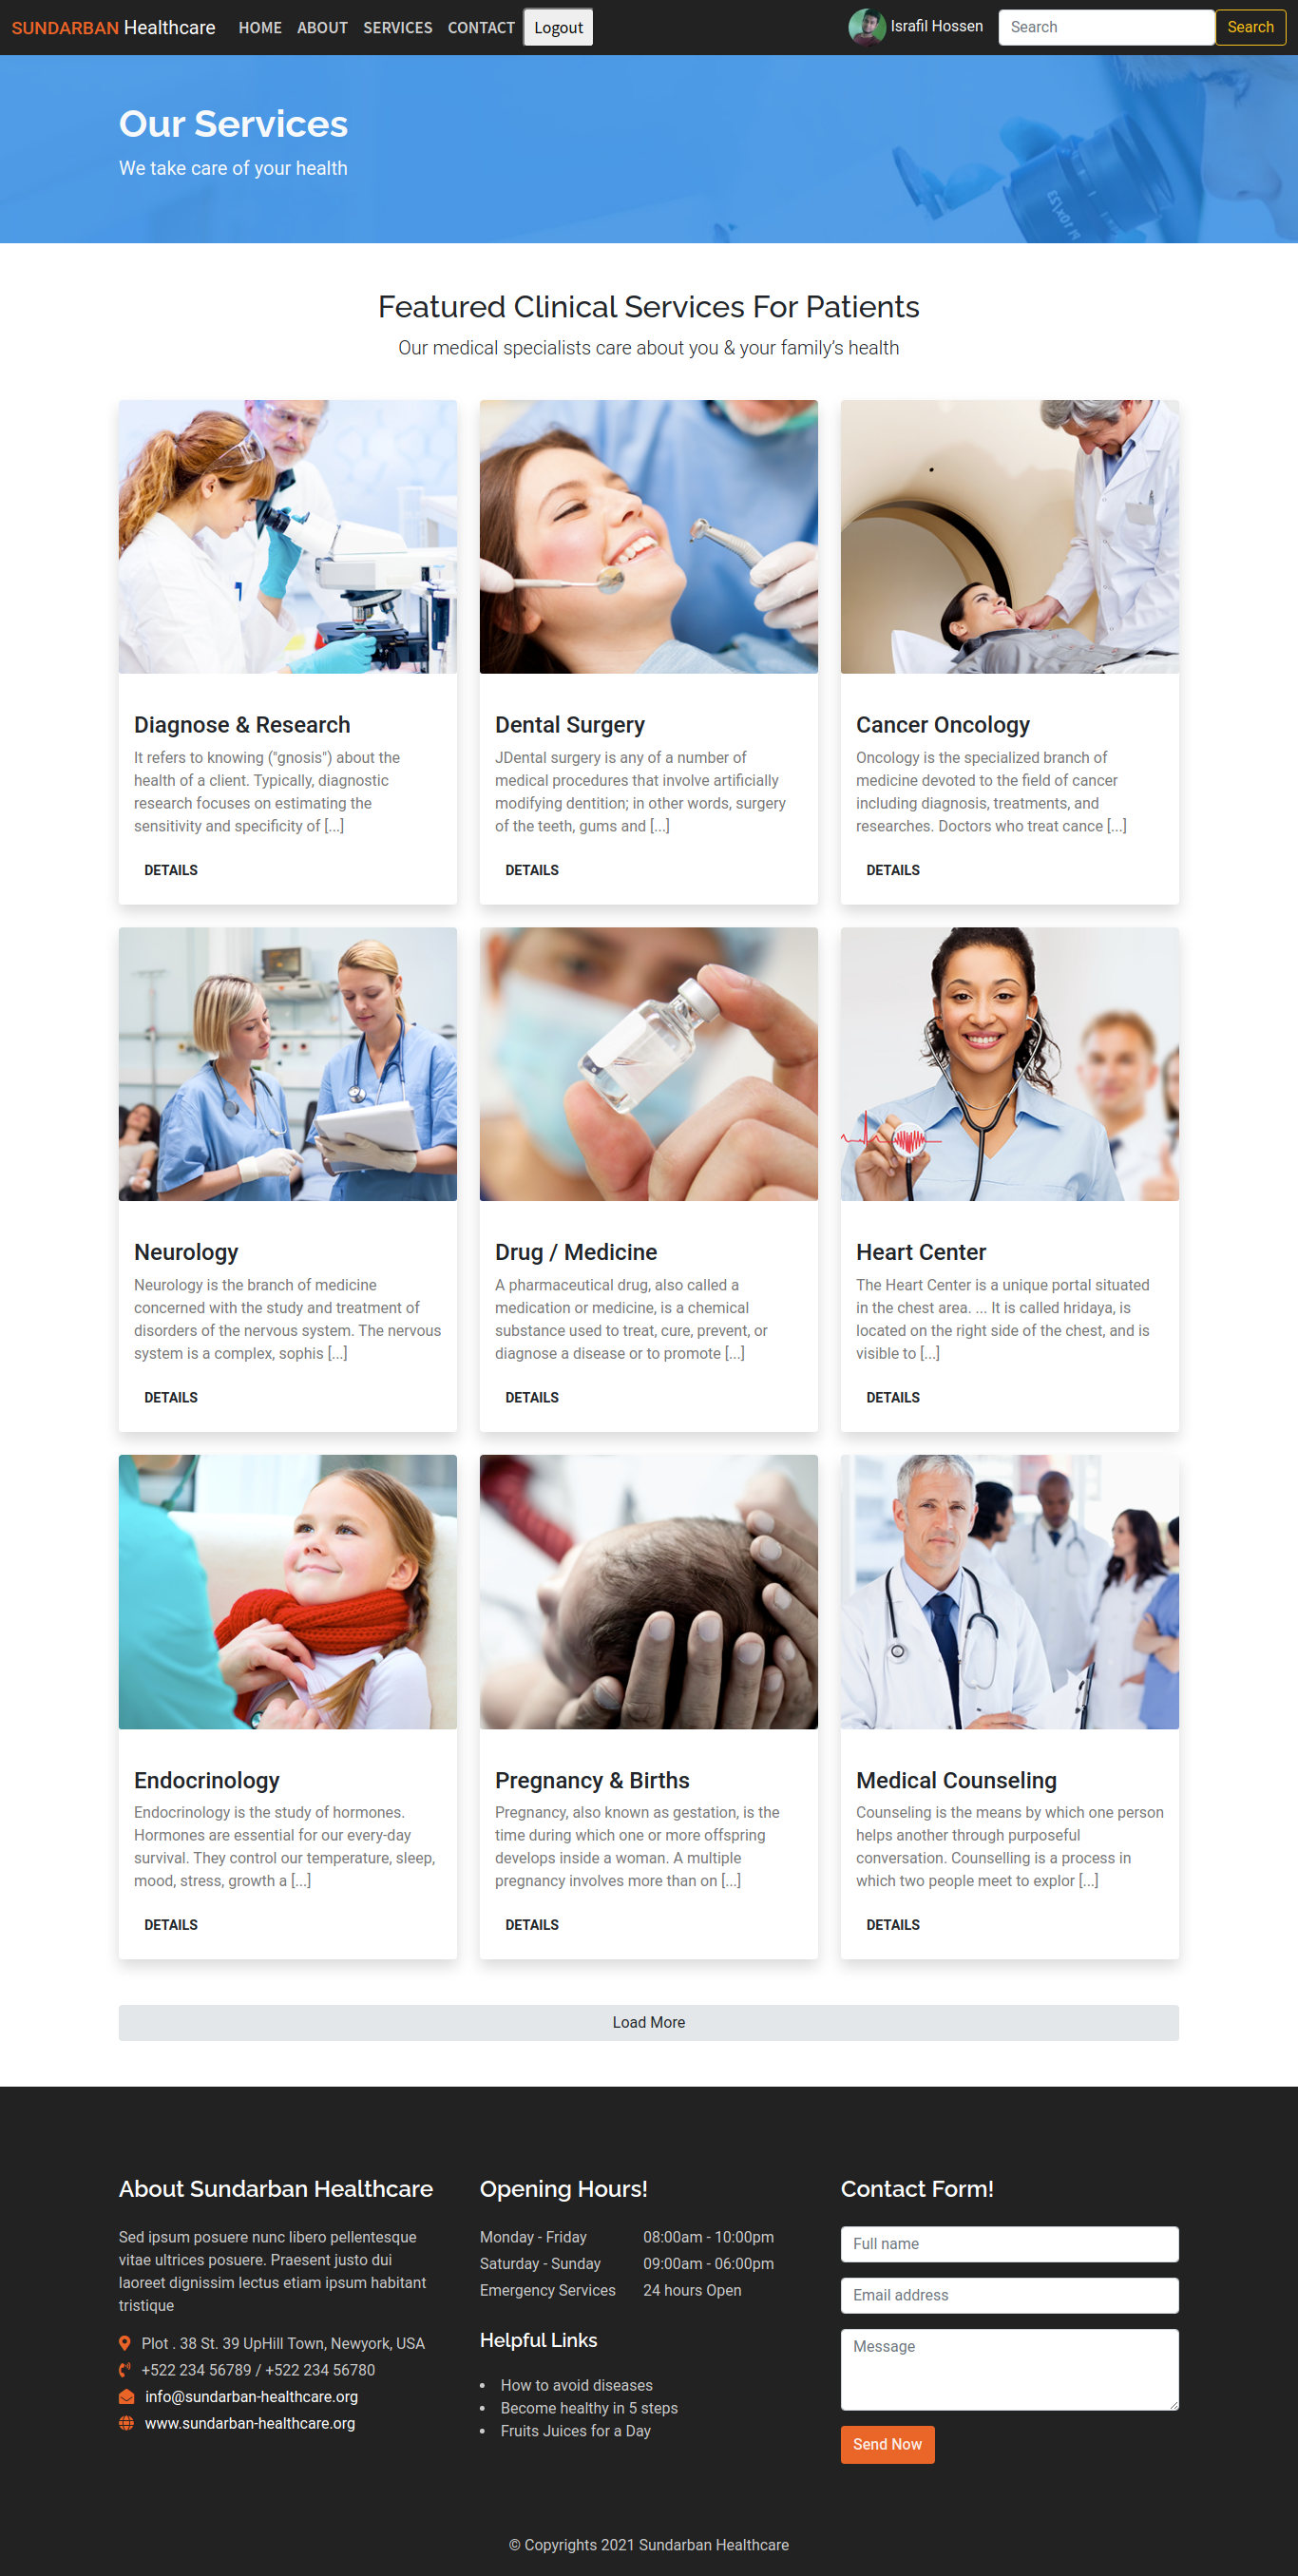 SUNDARBAN Healthcare HOME ABOUT SERVICES CONTACT Logout Israfil Hossen Search Search
Our Services
We take care of your health
Featured Clinical Services For Patients
Our medical specialists care about you & your family’s health
Diagnose & Research
It refers to knowing ("gnosis") about the
health of a client. Typically, diagnostic
research focuses on estimating the
sensitivity and specificity of [...]
DETAILS
Dental Surgery
JDental surgery is any of a number of
medical procedures that involve artificially
modifying dentition; in other words, surgery
of the teeth, gums and [...]
DETAILS
Cancer Oncology
Oncology is the specialized branch of
medicine devoted to the field of cancer
including diagnosis, treatments, and
researches. Doctors who treat cance [...]
DETAILS
Neurology
Neurology is the branch of medicine
concerned with the study and treatment of
disorders of the nervous system. The nervous
system is a complex, sophis [...]
DETAILS
Drug / Medicine
A pharmaceutical drug, also called a
medication or medicine, is a chemical
substance used to treat, cure, prevent, or
diagnose a disease or to promote [...]
DETAILS
Heart Center
The Heart Center is a unique portal situated
in the chest area. ... It is called hridaya, is
located on the right side of the chest, and is
visible to [...]
DETAILS
Endocrinology
Endocrinology is the study of hormones.
Hormones are essential for our every-day
survival. They control our temperature, sleep,
mood, stress, growth a [...]
DETAILS
Pregnancy & Births
Pregnancy, also known as gestation, is the
time during which one or more offspring
develops inside a woman. A multiple
pregnancy involves more than on [...]
DETAILS
Medical Counseling
Counseling is the means by which one person
helps another through purposeful
conversation. Counselling is a process in
which two people meet to explor [...]
DETAILS
Load More
About Sundarban Healthcare
Sed ipsum posuere nunc libero pellentesque
vitae ultrices posuere. Praesent justo dui
laoreet dignissim lectus etiam ipsum habitant
tristique
Plot . 38 St. 39 UpHill Town, Newyork, USA
+522 234 56789 / +522 234 56780
info@sundarban-healthcare.org
www.sundarban-healthcare.org
Opening Hours!
Monday - Friday 08:00am - 10:00pm
Saturday - Sunday 09:00am - 06:00pm
Emergency Services 24 hours Open
Helpful Links
• How to avoid diseases
• Become healthy in 5 steps
• Fruits Juices for a Day
Contact Form!
Full name
Email address
Message
Send Now
© Copyrights 2021 Sundarban Healthcare